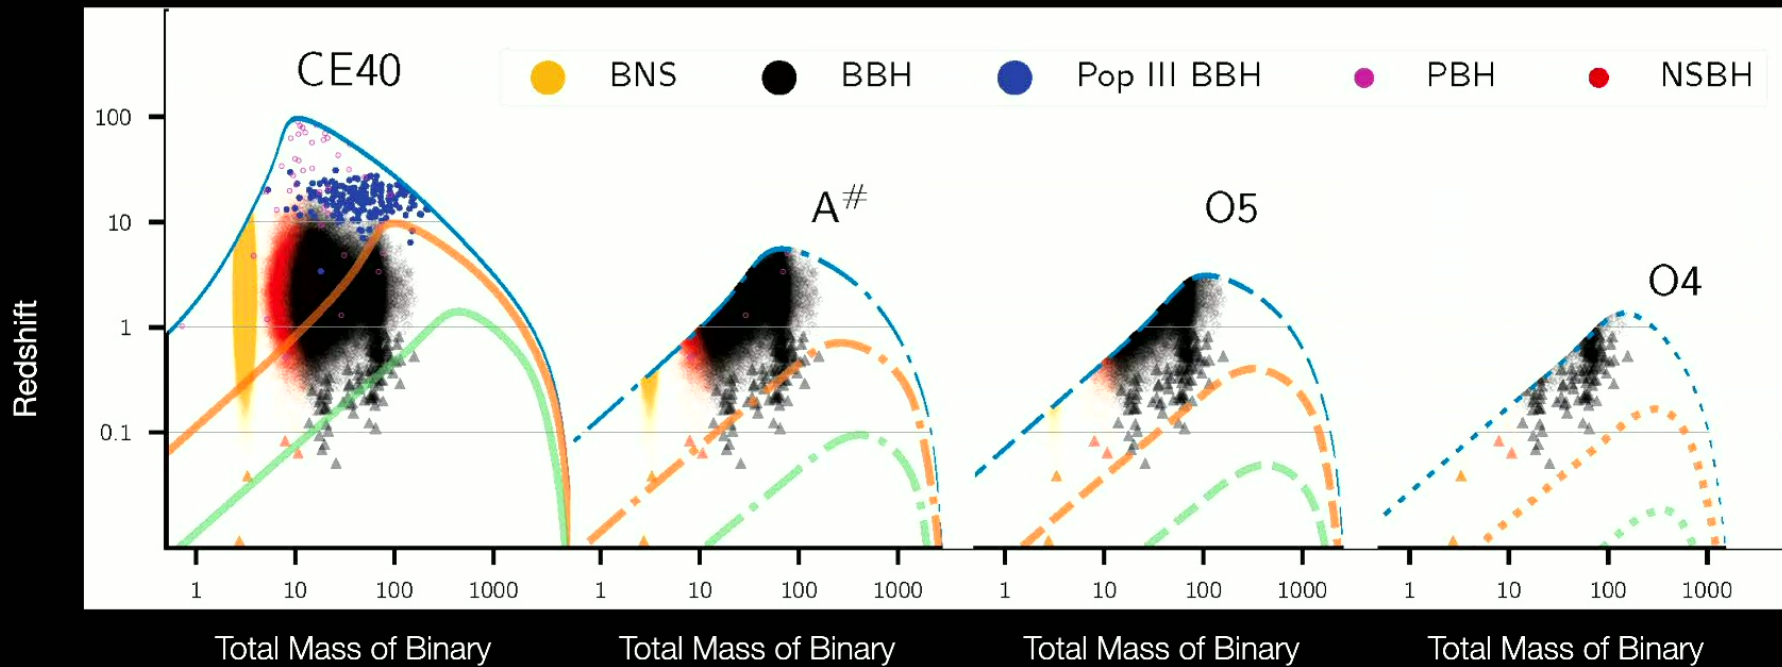 CE40
BNS
BBH
Pop III BBH
PBH
NSBH
A#
O5
O4
Redshift
100
10
1
0.1
1 10 100 1000
1 10 100 1000
1 10 100 1000
1 10 100 1000
Total Mass of Binary
Total Mass of Binary
Total Mass of Binary
Total Mass of Binary